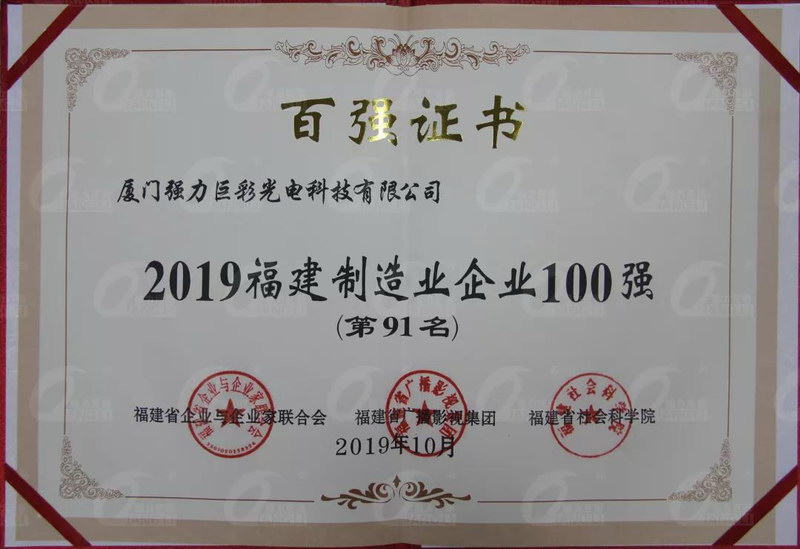 百强证书
厦门强力巨彩光电科技有限公司
2019福建制造业企业100强
(第91名)
福建省企业与企业家联合会 福建省广播影视集团 福建省社会科学院
2019年10月